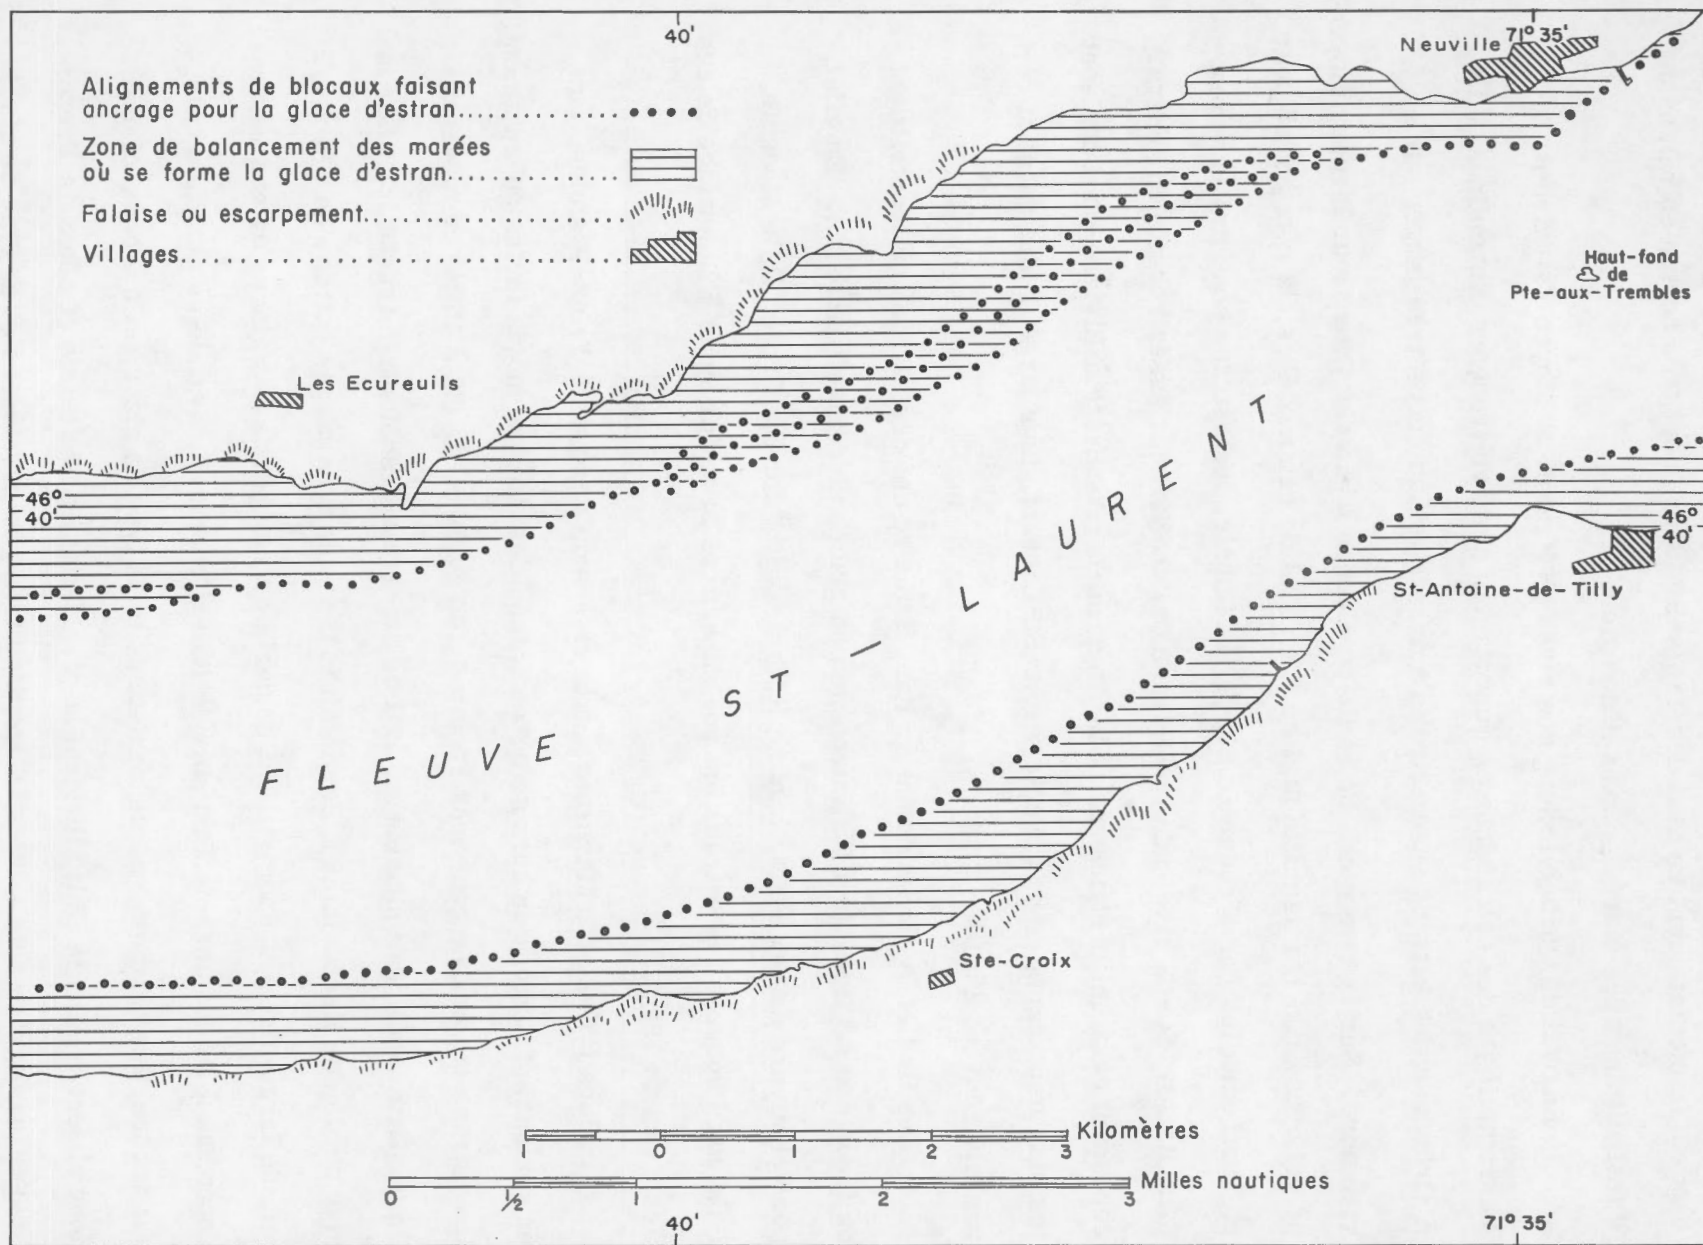 40'
71° 35'
Neuville
Alignements de blocaux faisant
ancrage pour la glace d'estran
Zone de balancement des marées
où se forme la glace d'estran
Falaise ou escarpement
Villages
Haut-fond
de
Pte-aux-Trembles
Les Ecureuils
46°
40'
46°
40'
St-Antoine-de-Tilly
FLEUVE ST-LAURENT
Ste-Croix
Kilomètres
1 0 1 2 3
Milles nautiques
0 1/2 1 2 3
40'
71° 35'